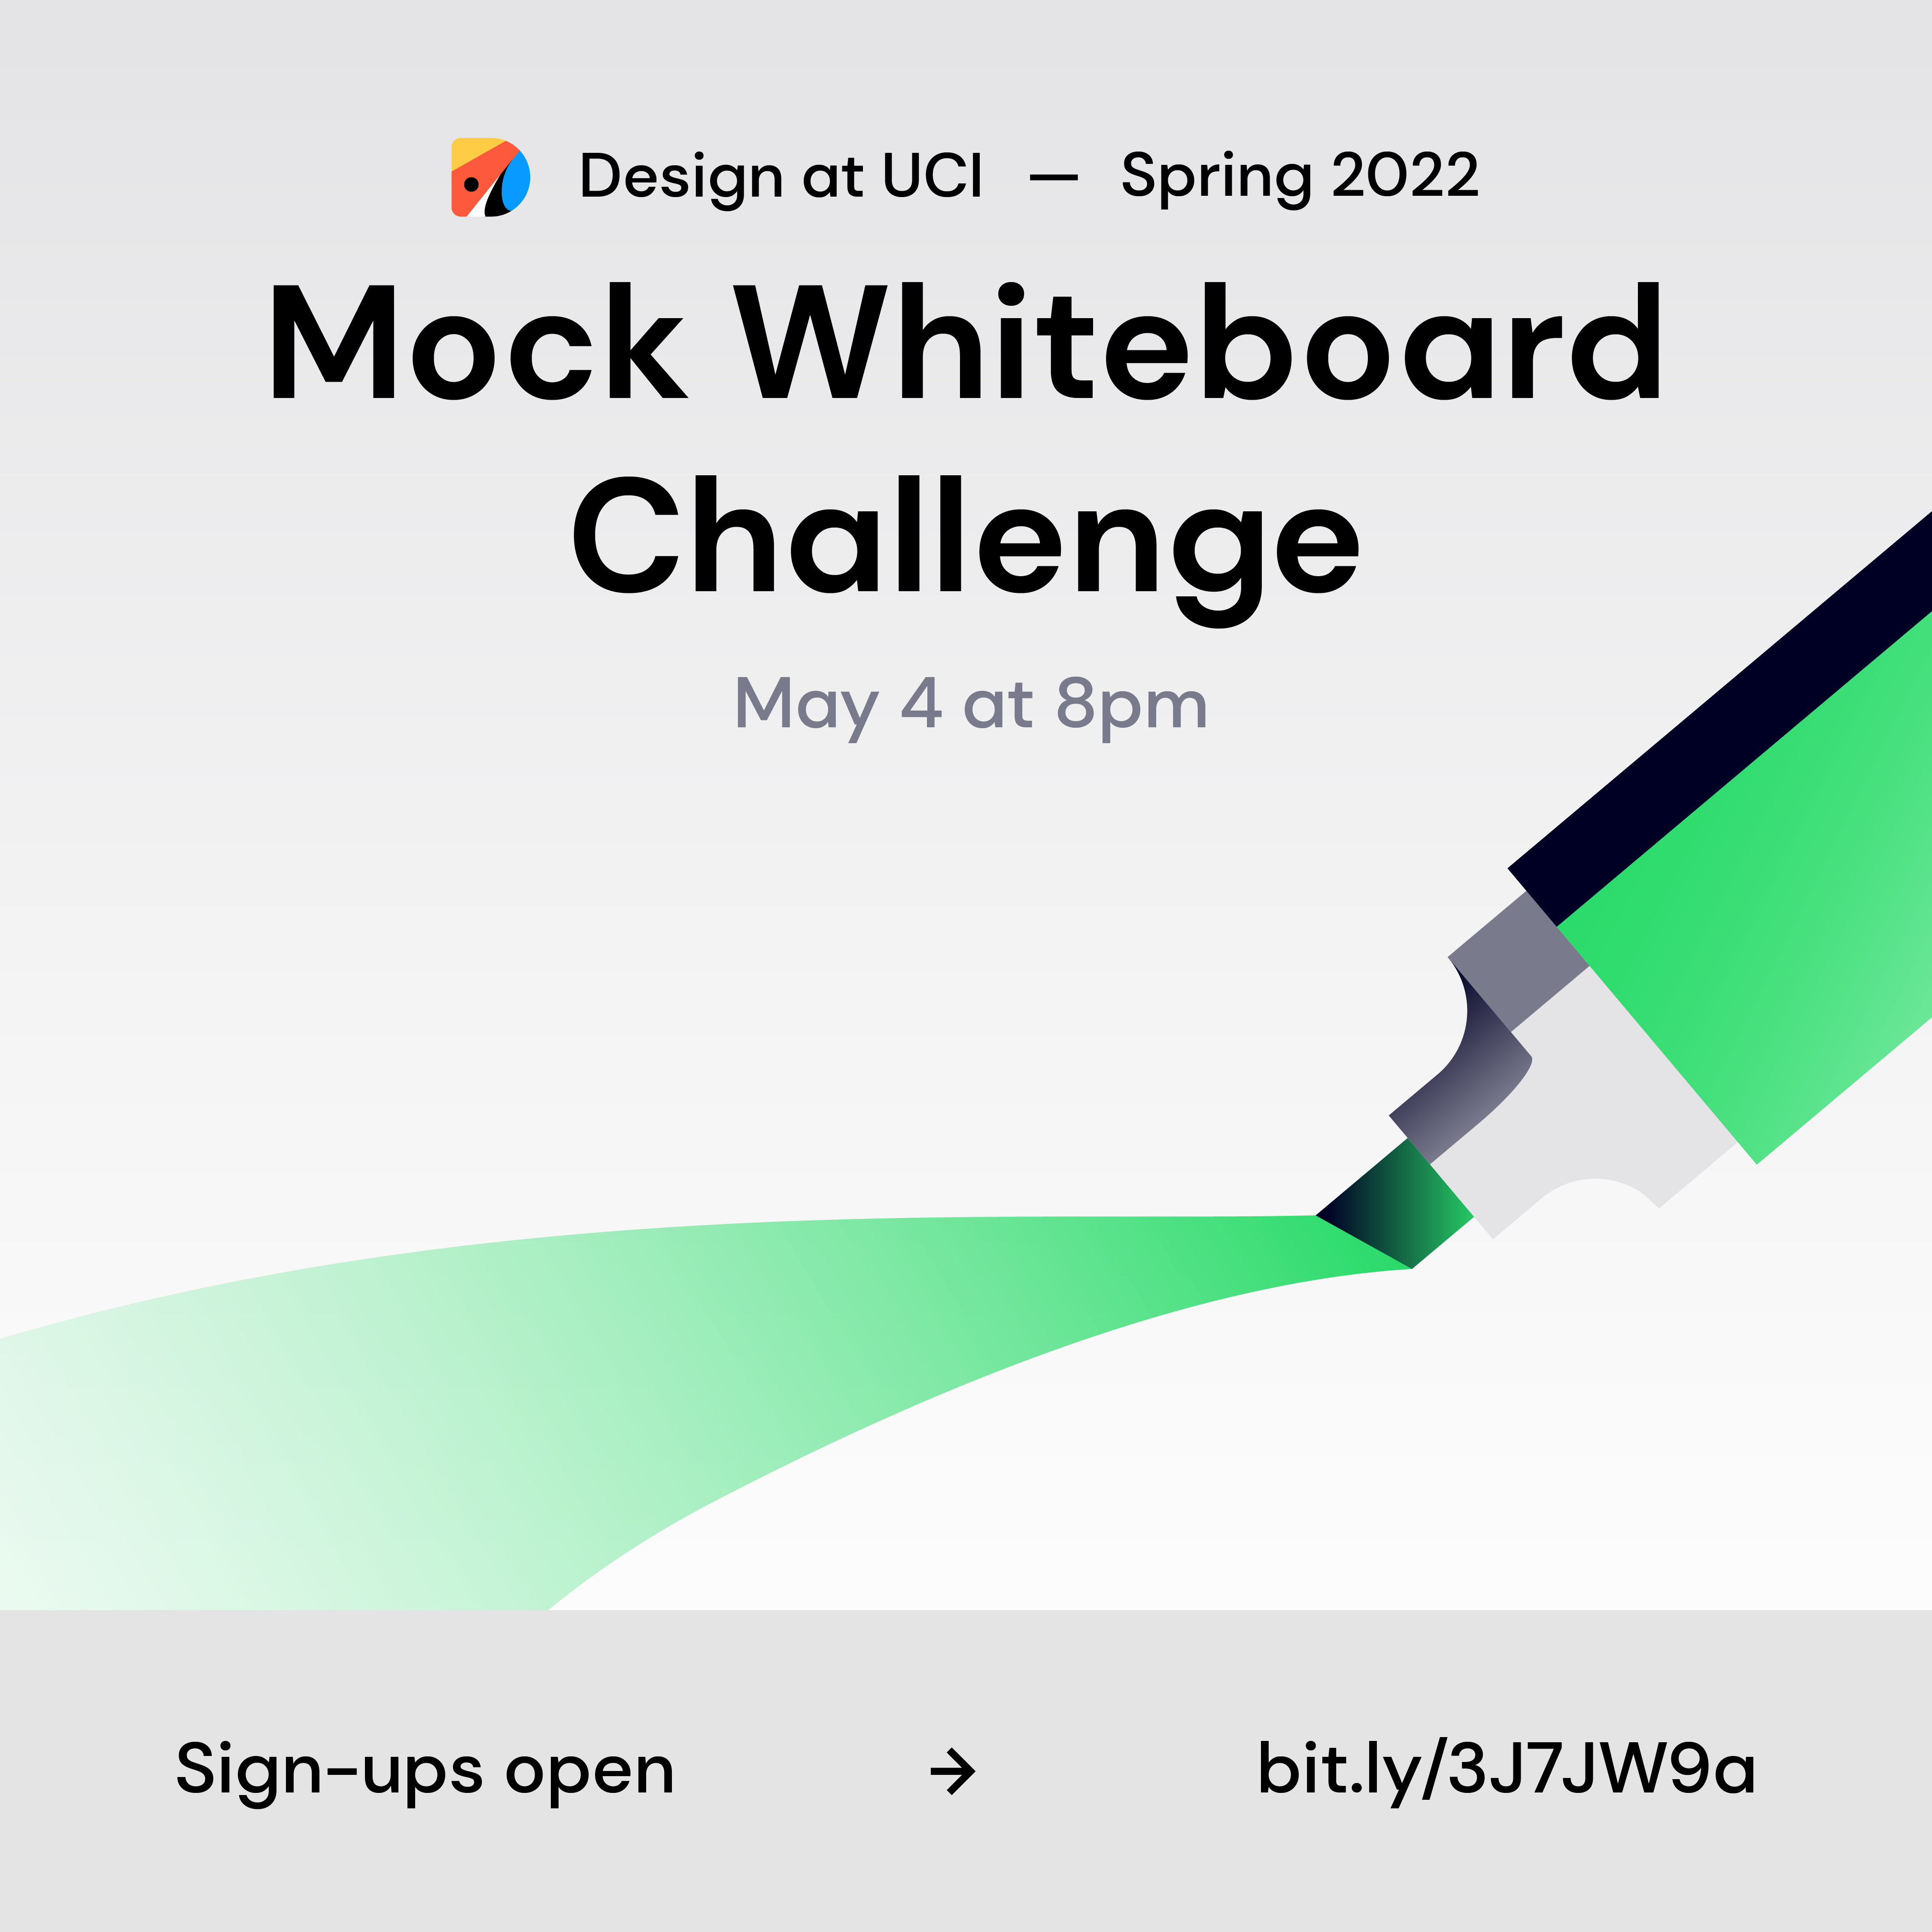 Design at UCI — Spring 2022
Mock Whiteboard
Challenge
May 4 at 8pm
Sign-ups open → bit.ly/3J7JW9a